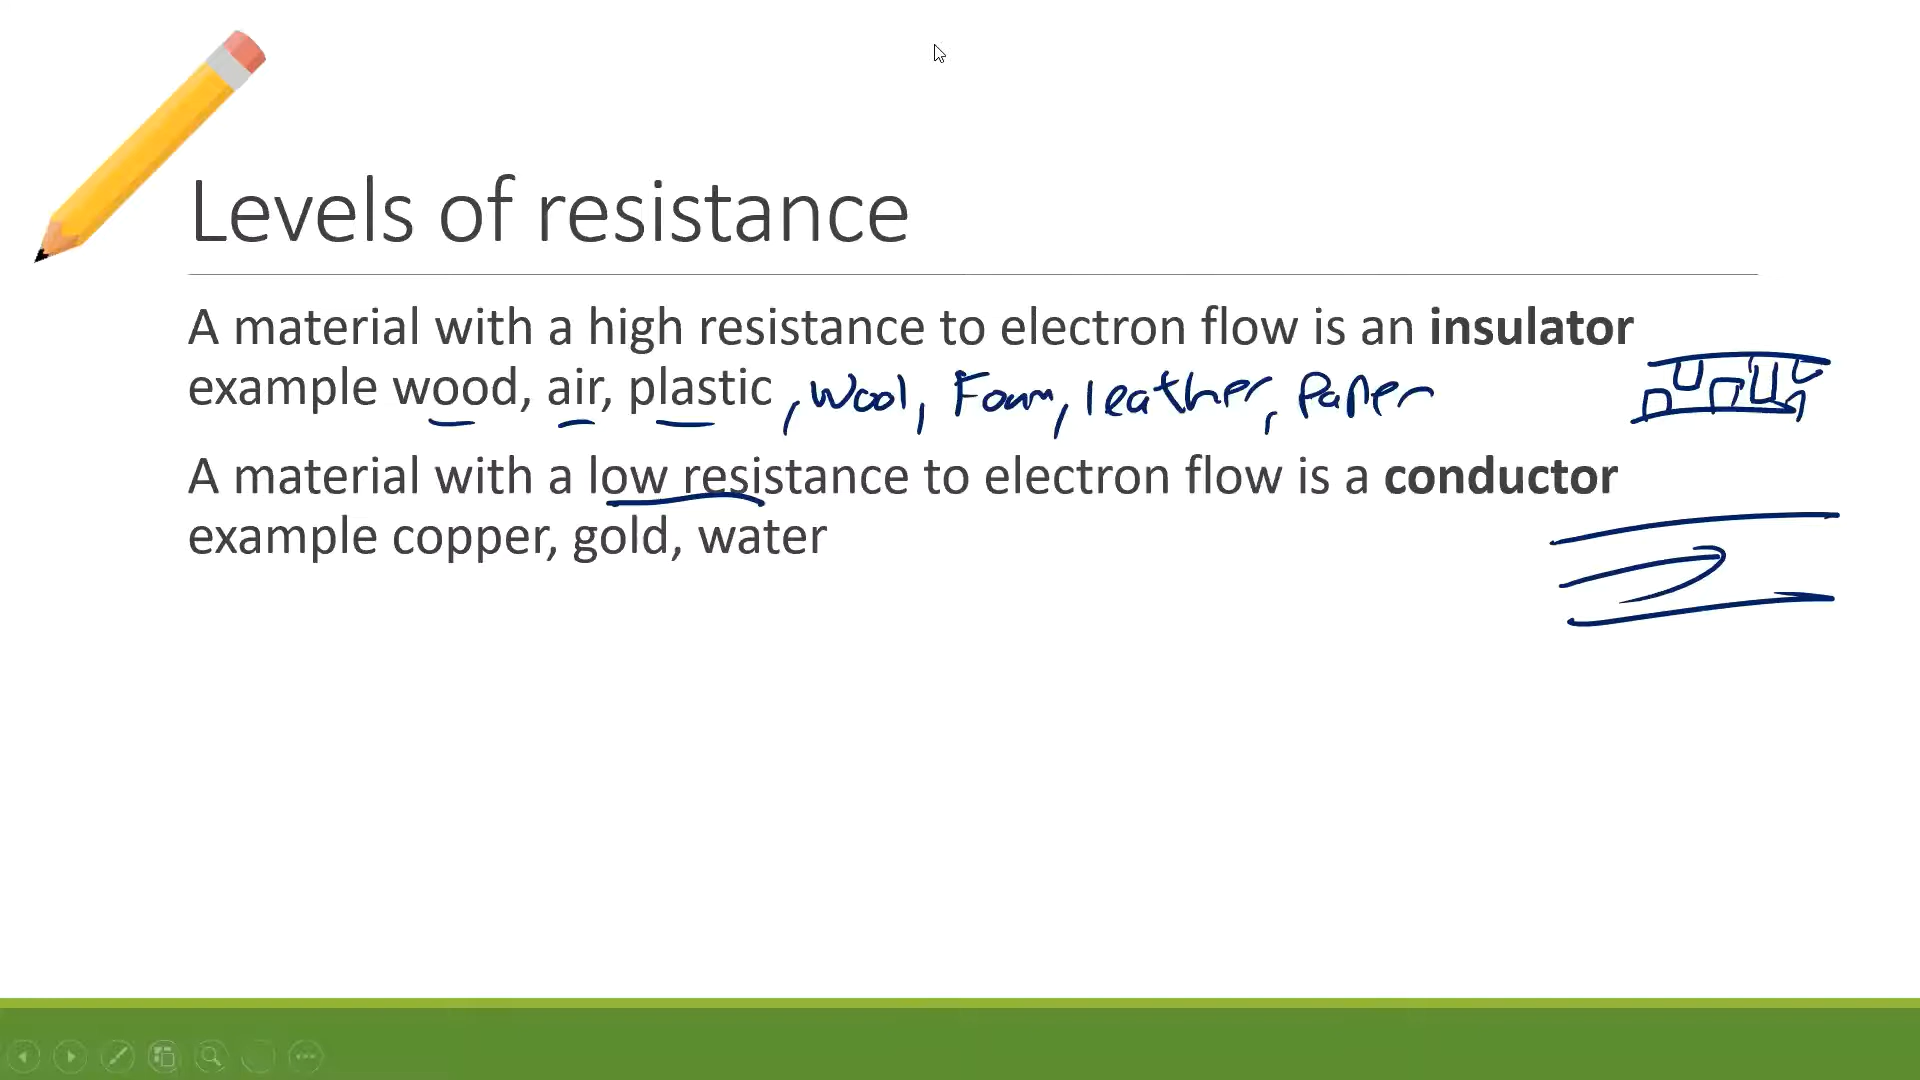 Levels of resistance
A material with a high resistance to electron flow is an insulator
example wood, air, plastic , wool, Foam, leather, Paper
A material with a low resistance to electron flow is a conductor
example copper, gold, water